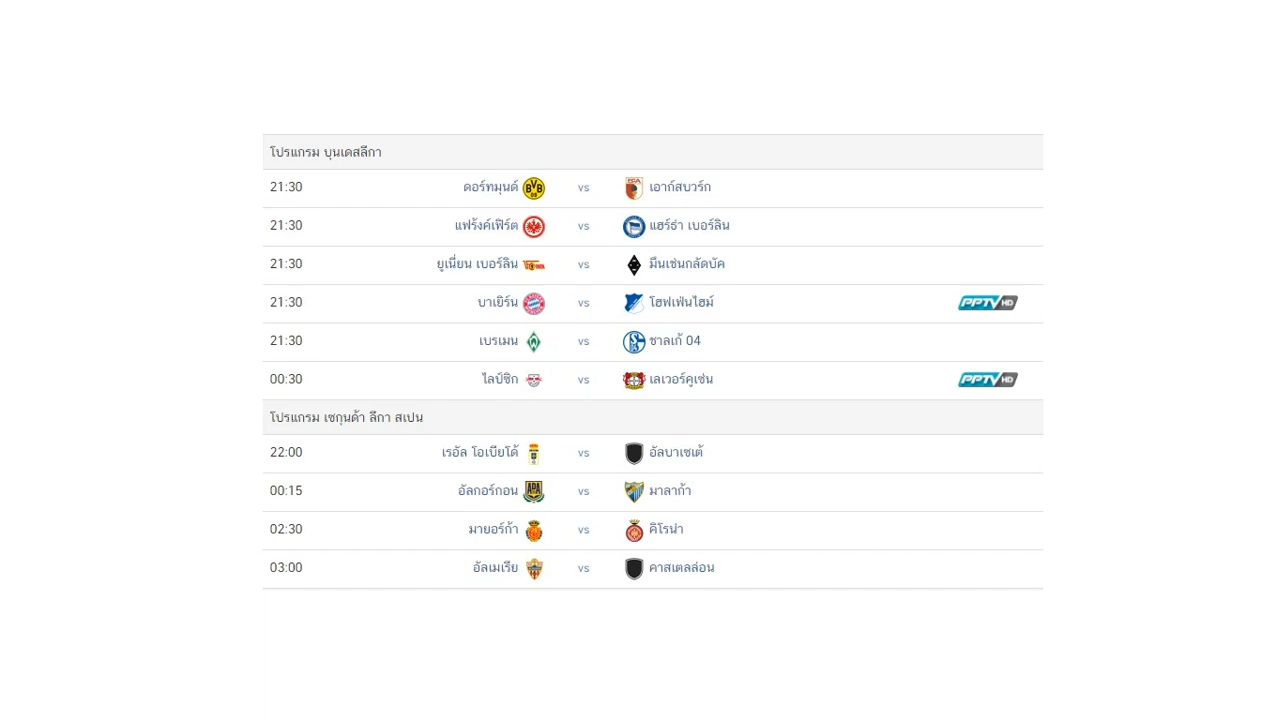 โปรแกรม บุนเดสลีกา
21:30 ดอร์ทมุนด์ vs เอาก์สบวร์ก
21:30 แฟร้งค์เฟิร์ต vs แฮร์ธ่า เบอร์ลิน
21:30 ยูเนี่ยน เบอร์ลิน vs มึนเช่นกลัดบัค
21:30 บาเยิร์น vs โฮฟเฟ่นไฮม์ PPTV HD
21:30 เบรเมน vs ชาลเก้ 04
00:30 ไลป์ซิก vs เลเวอร์คูเซ่น PPTV HD
โปรแกรม เซกุนด้า ลีกา สเปน
22:00 เรอัล โอเบียโด้ vs อัลบาเซเต้
00:15 อัลกอร์กอน vs มาลาก้า
02:30 มายอร์ก้า vs คิโรน่า
03:00 อัลเมเรีย vs คาสเตลล่อน